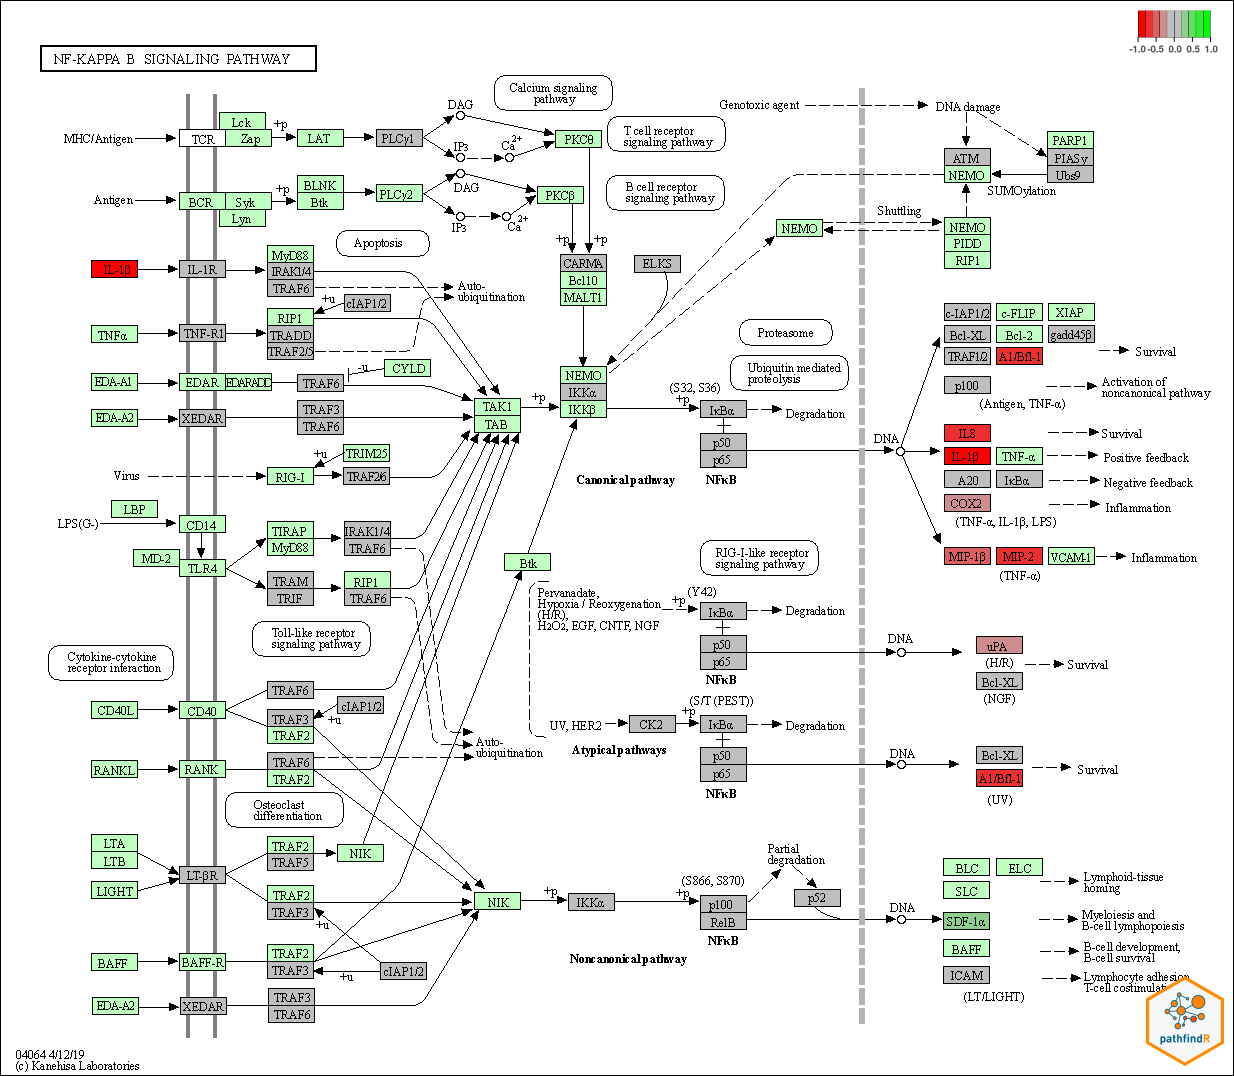 -1.0 -0.5 0.0 0.5 1.0
NF-KAPPA B SIGNALING PATHWAY
Calcium signaling
pathway
T cell receptor
signaling pathway
B cell receptor
signaling pathway
Apoptosis
Proteasome
Ubiquitin mediated
proteolysis
RIG-I-like receptor
signaling pathway
Toll-like receptor
signaling pathway
Cytokine-cytokine
receptor interaction
Osteoclast
differentiation
MHC/Antigen
TCR
Lck
Zap
+p
LAT
PLCγ1
DAG
IP3
Ca2+
PKCθ
Antigen
BCR
Syk
Lyn
+p
BLNK
Btk
PLCγ2
DAG
IP3
Ca2+
PKCβ
+p
+p
CARMA
Bcl10
MALT1
ELKS
IL-1β
IL-1R
MyD88
IRAK1/4
TRAF6
Auto-
ubiquitination
+u
cIAP1/2
TNFα
TNF-R1
RIP1
TRADD
TRAF2/5
EDA-A1
EDAR
EDARADD
TRAF6
-u
CYLD
EDA-A2
XEDAR
TRAF3
TRAF6
TAK1
TAB
+p
NEMO
IKKα
IKKβ
Virus
RIG-I
+u
TRIM25
TRAF2/6
LBP
LPS(G-)
CD14
MD-2
TLR4
TIRAP
MyD88
IRAK1/4
TRAF6
TRAM
TRIF
RIP1
TRAF6
Btk
CD40L
CD40
TRAF6
TRAF3
TRAF2
+u
cIAP1/2
RANKL
RANK
TRAF6
TRAF2
Auto-
ubiquitination
LTA
LTB
LIGHT
LT-βR
TRAF2
TRAF5
NIK
TRAF2
TRAF3
+u
BAFF
BAFF-R
TRAF2
TRAF3
+u
cIAP1/2
EDA-A2
XEDAR
TRAF3
TRAF6
NIK
+p
IKKα
+p
(S866, S870)
p100
RelB
NFκB
Partial
degradation
p52
Noncanonical pathway
(S32, S36)
+p
IκBα
Degradation
p50
p65
NFκB
Canonical pathway
Pervanadate,
Hypoxia / Reoxygenation
(H/R),
H2O2, EGF, CNTF, NGF
+p
(Y42)
IκBα
Degradation
p50
p65
NFκB
(S/T (PEST))
UV, HER2
CK2
+p
IκBα
Degradation
Atypical pathways
p50
p65
NFκB
Genotoxic agent
DNA damage
ATM
NEMO
PARP1
PIASy
Ubs9
SUMOylation
NEMO
Shuttling
NEMO
PIDD
RIP1
DNA
c-IAP1/2
c-FLIP
XIAP
Bcl-XL
Bcl-2
gadd45β
TRAF1/2
A1/Bfl-1
Survival
p100
Activation of
noncanonical pathway
(Antigen, TNF-α)
IL8
Survival
IL-1β
TNF-α
Positive feedback
A20
IκBα
Negative feedback
COX2
Inflammation
(TNF-α, IL-1β, LPS)
MIP-1β
MIP-2
VCAM-1
Inflammation
(TNF-α)
DNA
uPA
(H/R)
Survival
Bcl-XL
(NGF)
DNA
Bcl-XL
A1/Bfl-1
Survival
(UV)
DNA
BLC
ELC
SLC
Lymphoid-tissue
homing
SDF-1α
Myeloiesis and
B-cell lymphopoiesis
BAFF
B-cell development,
B-cell survival
ICAM
Lymphocyte adhesion,
T-cell costimulation
(LT/LIGHT)
pathfindR
04064 4/12/19
(c) Kanehisa Laboratories